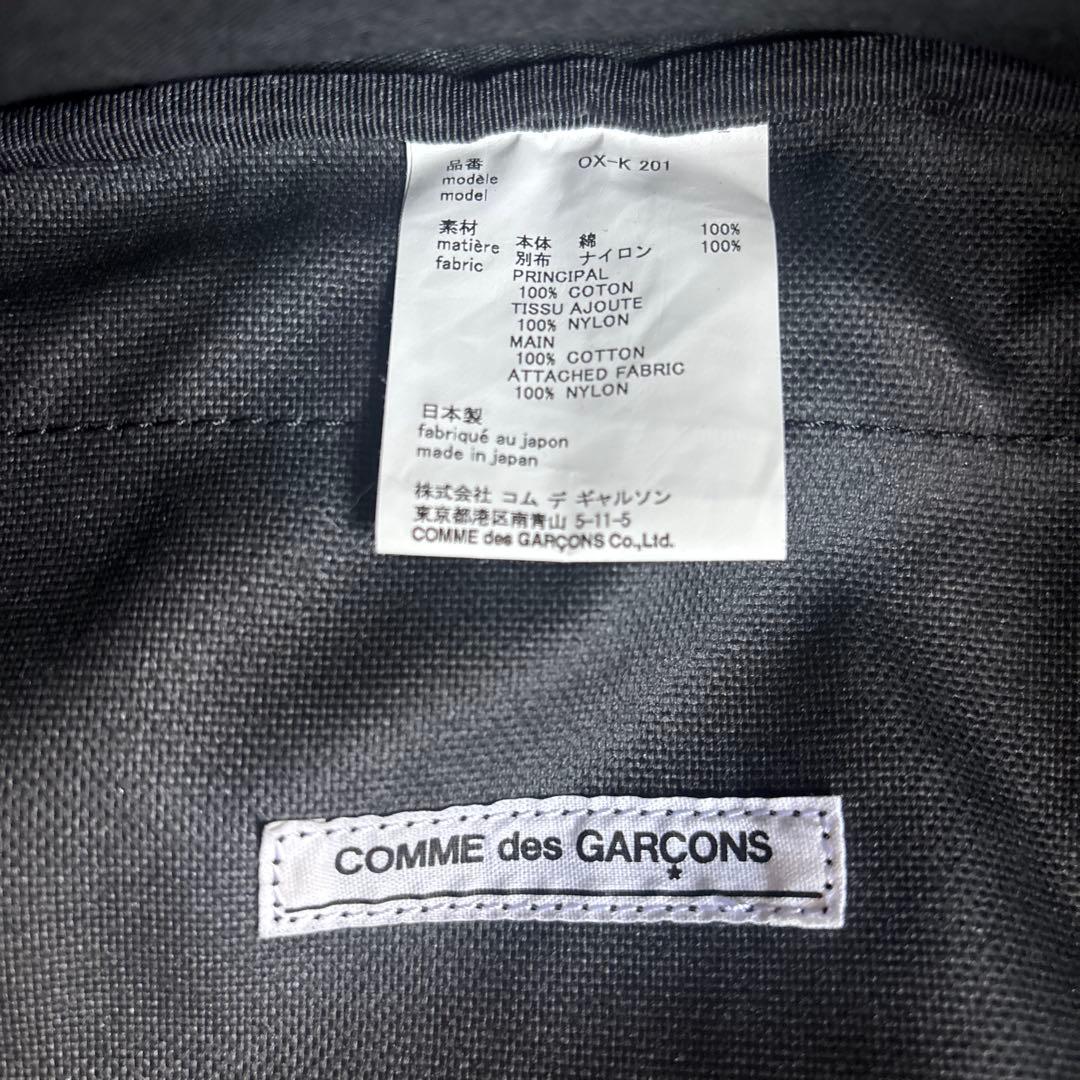 品番 OX-K 201
modèle
model
素材 本体 綿 100%
matière 別布 ナイロン 100%
fabric PRINCIPAL
100% COTON
TISSU AJOUTE
100% NYLON
MAIN
100% COTTON
ATTACHED FABRIC
100% NYLON
日本製
fabriqué au japon
made in japan
株式会社 コム デ ギャルソン
東京都港区南青山 5-11-5
COMME des GARÇONS Co.,Ltd.
COMME des GARÇONS